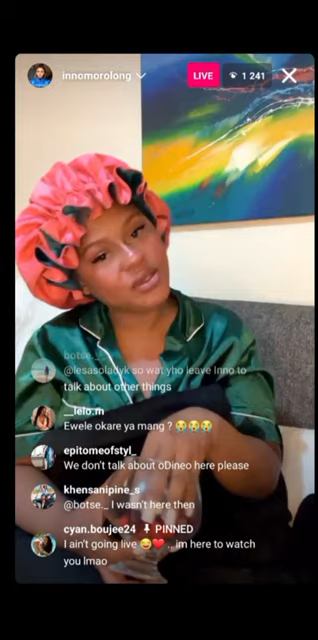 innomorolong
LIVE
1 241
botse._
@lesasoladyk so wat yho leave Inno to
talk about other things
__lelo.m
Ewele okare ya mang ? 😭😭😭
epitomeofstyl_
We don't talk about oDineo here please
khensanipine_s
@botse._ I wasn't here then
cyan.boujee24 📌 PINNED
I ain't going live 😂❤️ .. im here to watch
you lmao